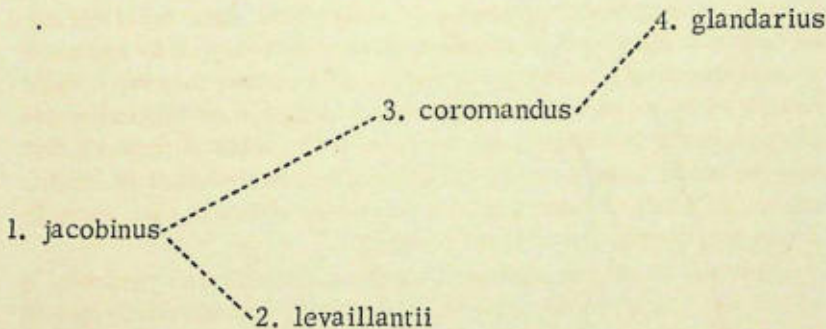 4. glandarius
3. coromandus
1. jacobinus
2. levaillantii